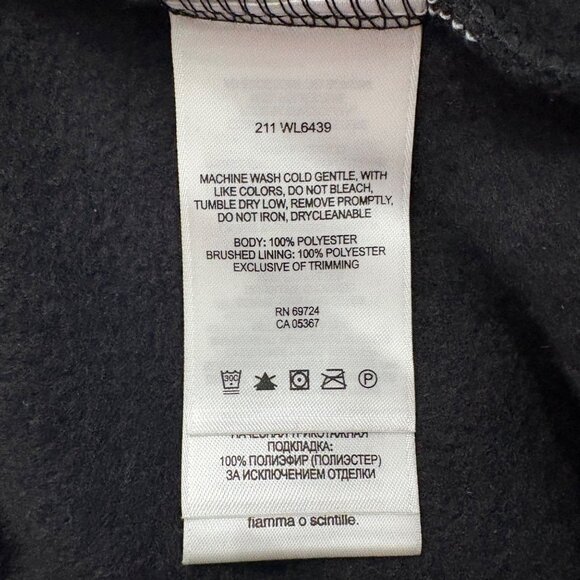 211 WL6439
MACHINE WASH COLD GENTLE, WITH
LIKE COLORS, DO NOT BLEACH,
TUMBLE DRY LOW, REMOVE PROMPTLY,
DO NOT IRON, DRYCLEANABLE
BODY: 100% POLYESTER
BRUSHED LINING: 100% POLYESTER
EXCLUSIVE OF TRIMMING
RN 69724
CA 05367
30C
P
ПОДКЛАДКА:
100% ПОЛИЭФИР (ПОЛИЭСТЕР)
ЗА ИСКЛЮЧЕНИЕМ ОТДЕЛКИ
fiamma o scintille.